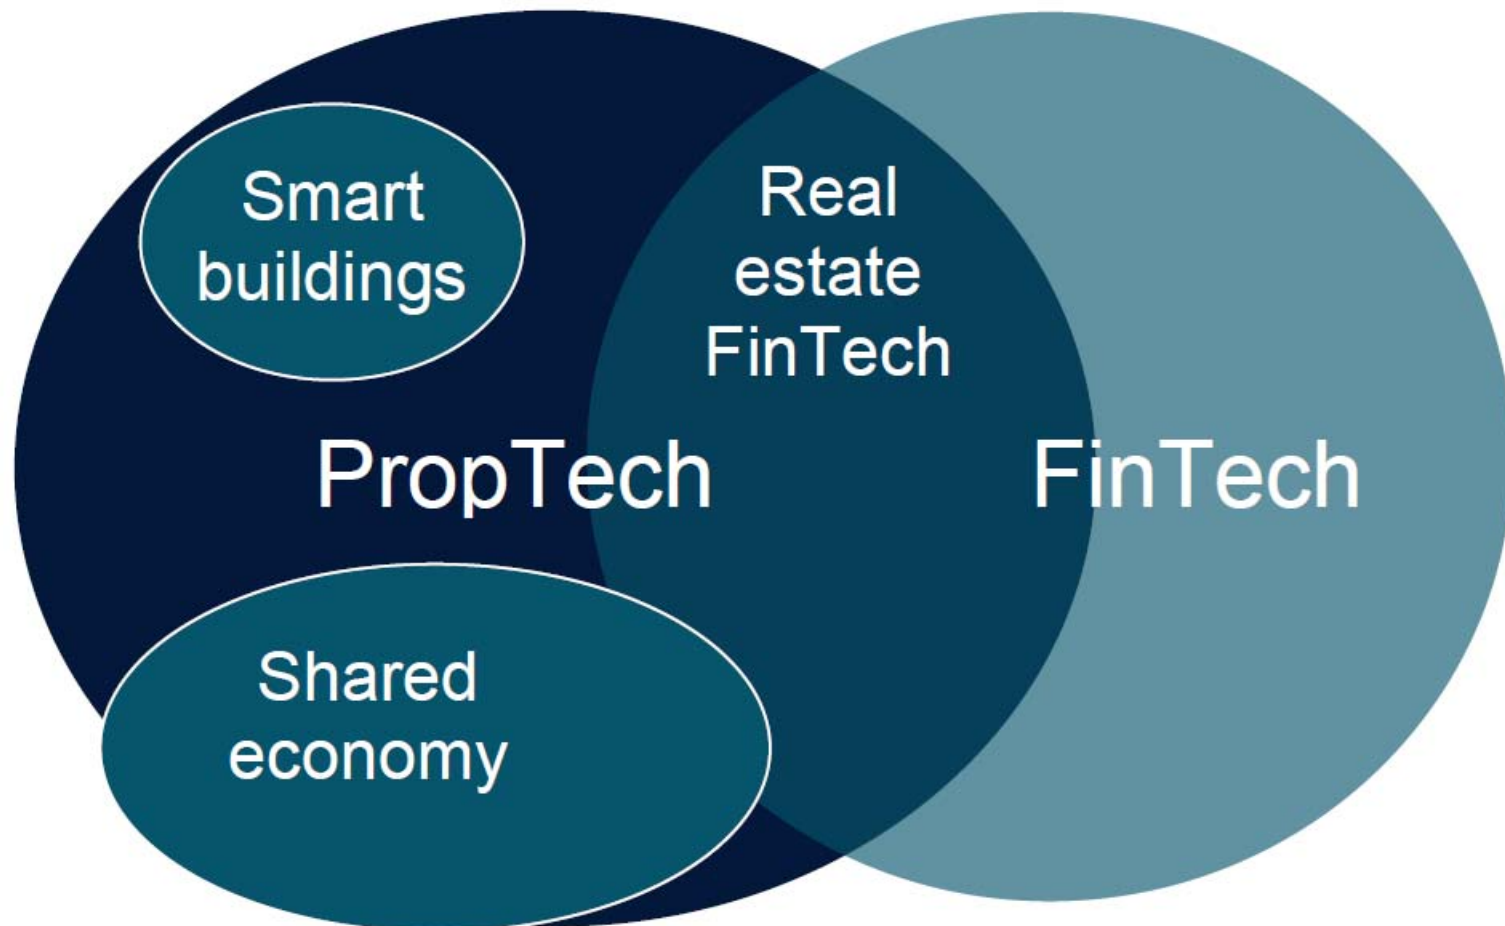 Smart
buildings
Real
estate
FinTech
PropTech
FinTech
Shared
economy